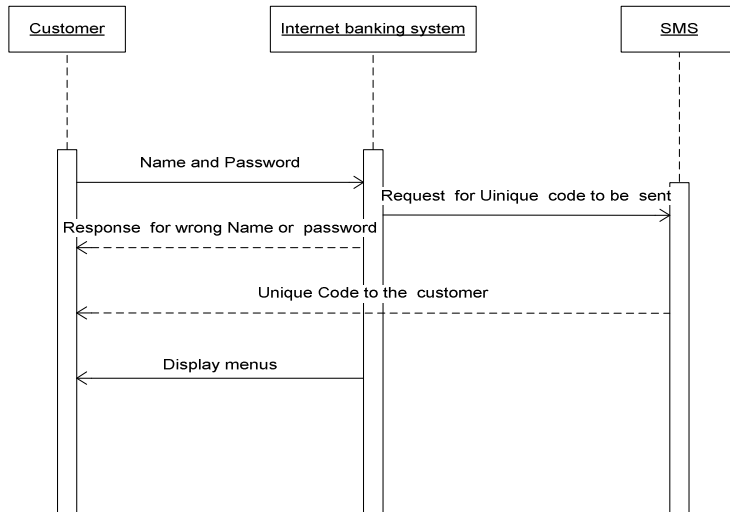 Customer
Internet banking system
SMS
Name and Password
Request for Uinique code to be sent
Response for wrong Name or password
Unique Code to the customer
Display menus